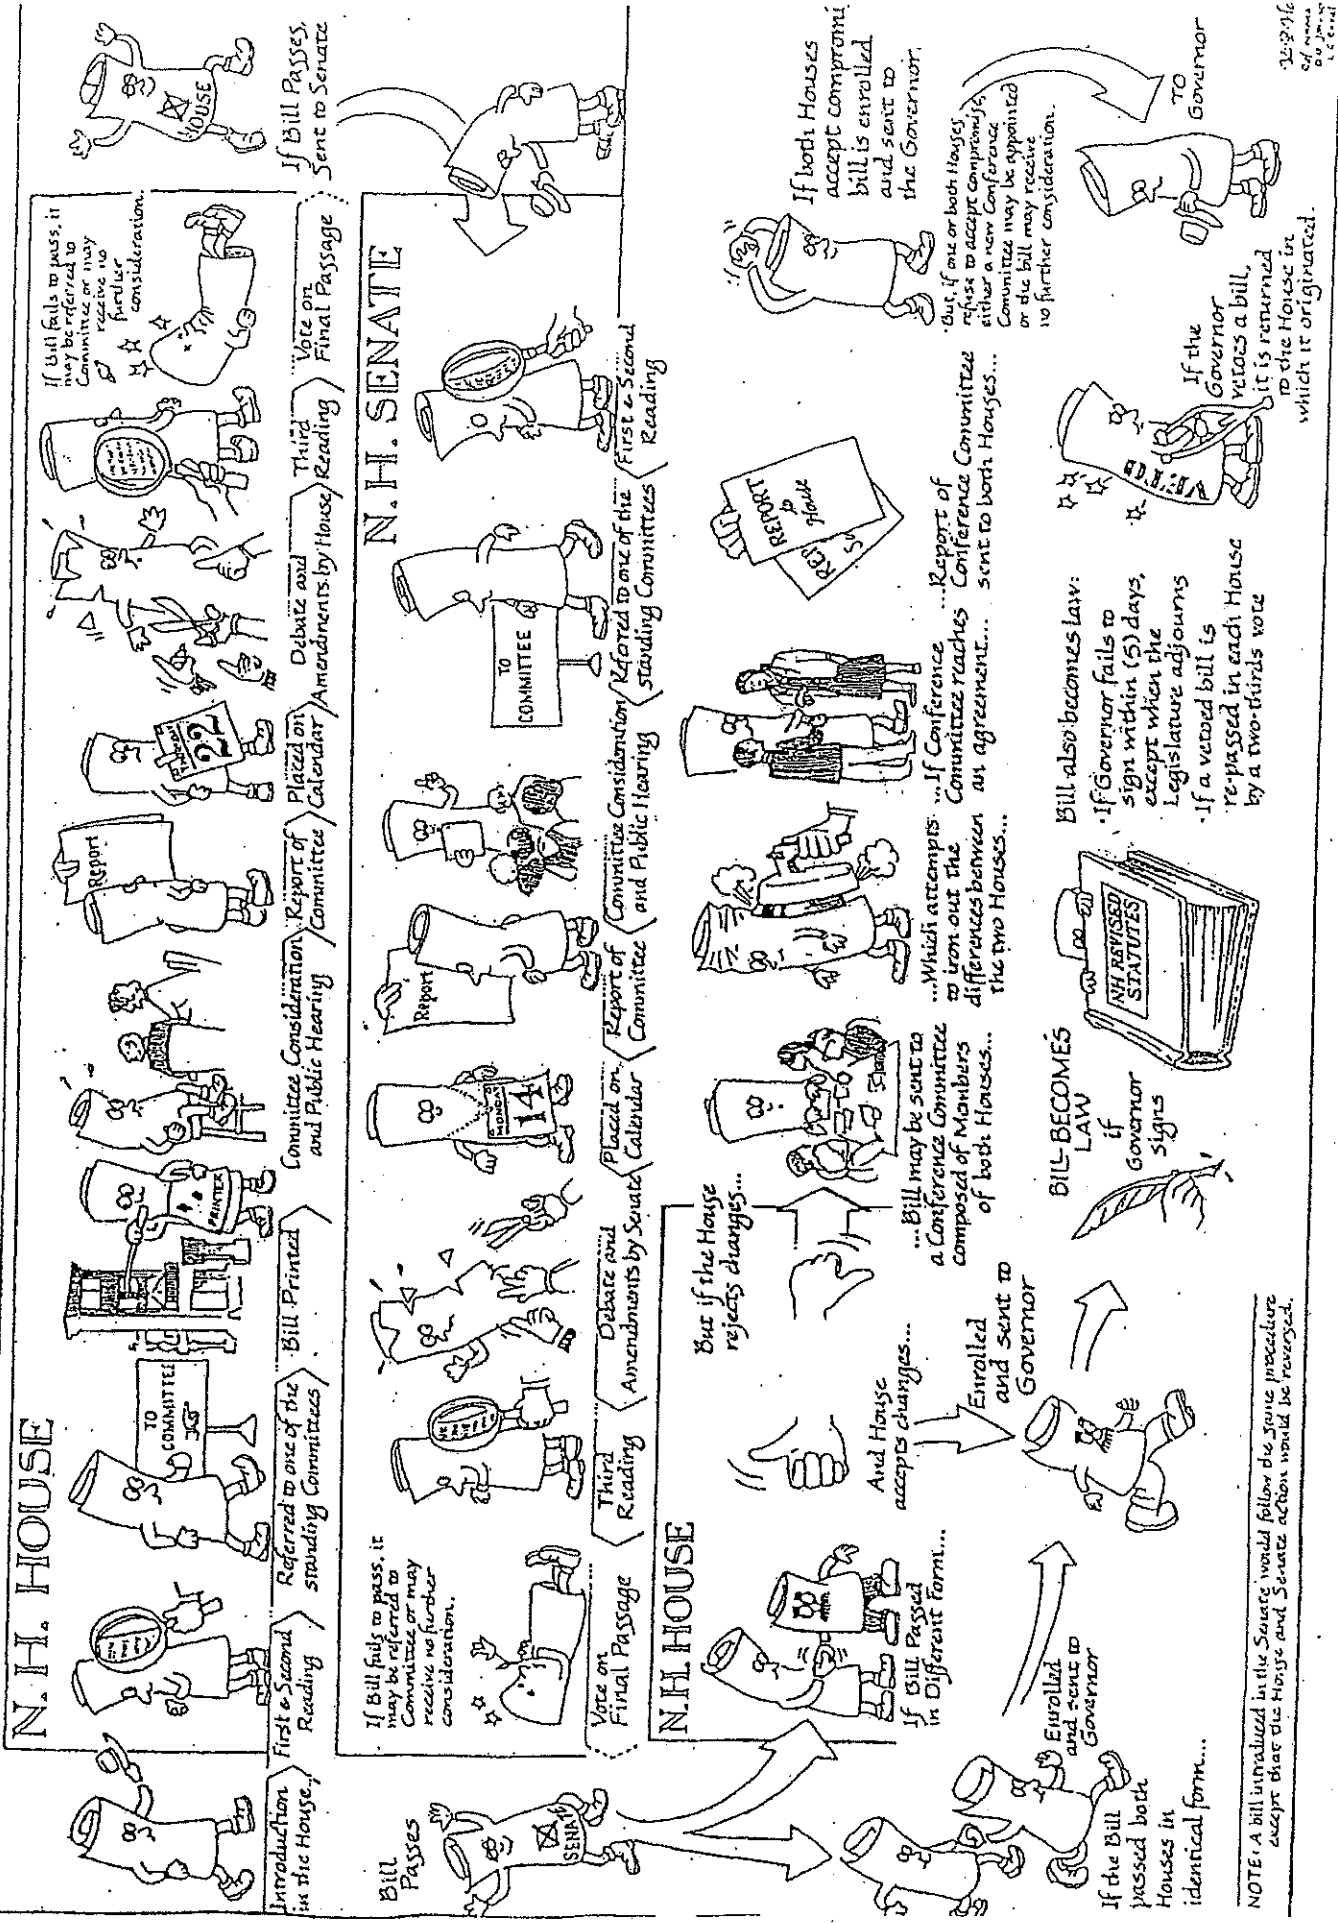 N. H. HOUSE
Introduction
in the House...
First & Second
Reading
Referred to one of the
standing Committees
TO
COMMITTEE
Bill Printed
PRINTER
Committee Consideration
and Public Hearing
Report of
Committee
Report
Placed on
Calendar
27
Debate and
Amendments by House
Third
Reading
Vote on
Final Passage
If Bill fails to pass, it
may be referred to
Committee or may
receive no
further
consideration.
HOUSE
If Bill Passes,
Sent to Senate
N. H. SENATE
First & Second
Reading
Referred to one of the
standing Committees
TO
COMMITTEE
Committee Consideration
and Public Hearing
Report of
Committee
Report
Placed on
Calendar
MONDAY
14
Debate and
Amendments by Senate
Third
Reading
Vote on
Final Passage
If Bill fails to pass, it
may be referred to
Committee or may
receive no further
consideration.
Bill
Passes
SENATE
N.H. HOUSE
If Bill Passed
in Different Form...
And House
accepts changes...
Enrolled
and sent to
Governor
But if the House
rejects changes...
...Bill may be sent to
a Conference Committee
composed of Members
of both Houses...
...Which attempts
to iron out the
differences between
the two Houses...
...If Conference
Committee reaches
an agreement...
...Report of
Conference Committee
sent to both Houses...
REPORT
to
House
If both Houses
accept compromi
bill is enrolled
and sent to
the Governor.
·But, if one or both Houses,
refuse to accept compromise,
either a new Conference
Committee may be appointed
or the bill may receive
no further consideration.
TO
Governor
If the Bill
passed both
Houses in
identical form...
Enrolled
and sent to
Governor
BILL BECOMES
LAW
if
Governor
Signs
NH REVISED
STATUTES
Bill also becomes law:
·If Governor fails to
sign within (5) days,
except when the
Legislature adjourns
·If a vetoed bill is
re-passed in each House
by a two-thirds vote
VETO
If the
Governor
vetoes a bill,
it is returned
to the House in
which it originated.
NOTE: A bill introduced in the Senate would follow the same procedure
except that the House and Senate action would be reversed.